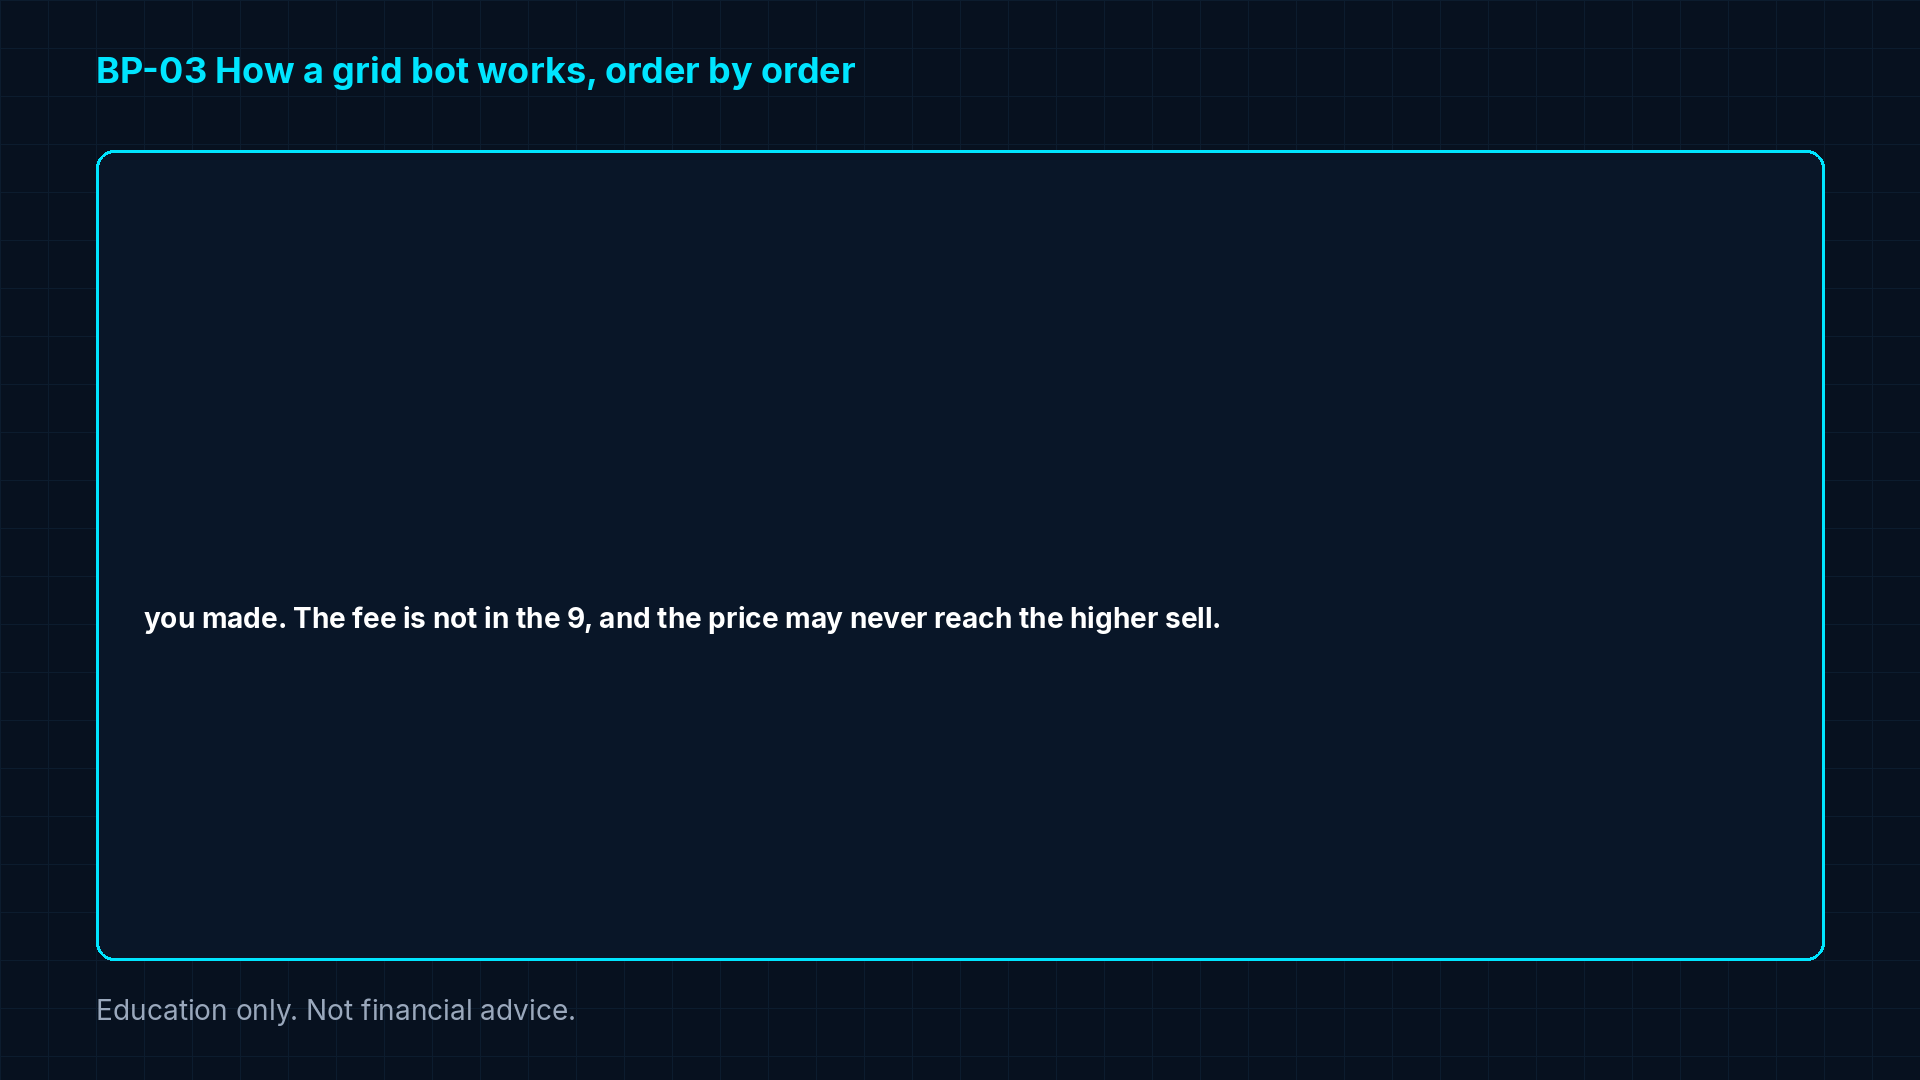 BP-03 How a grid bot works, order by order
you made. The fee is not in the 9, and the price may never reach the higher sell.
Education only. Not financial advice.